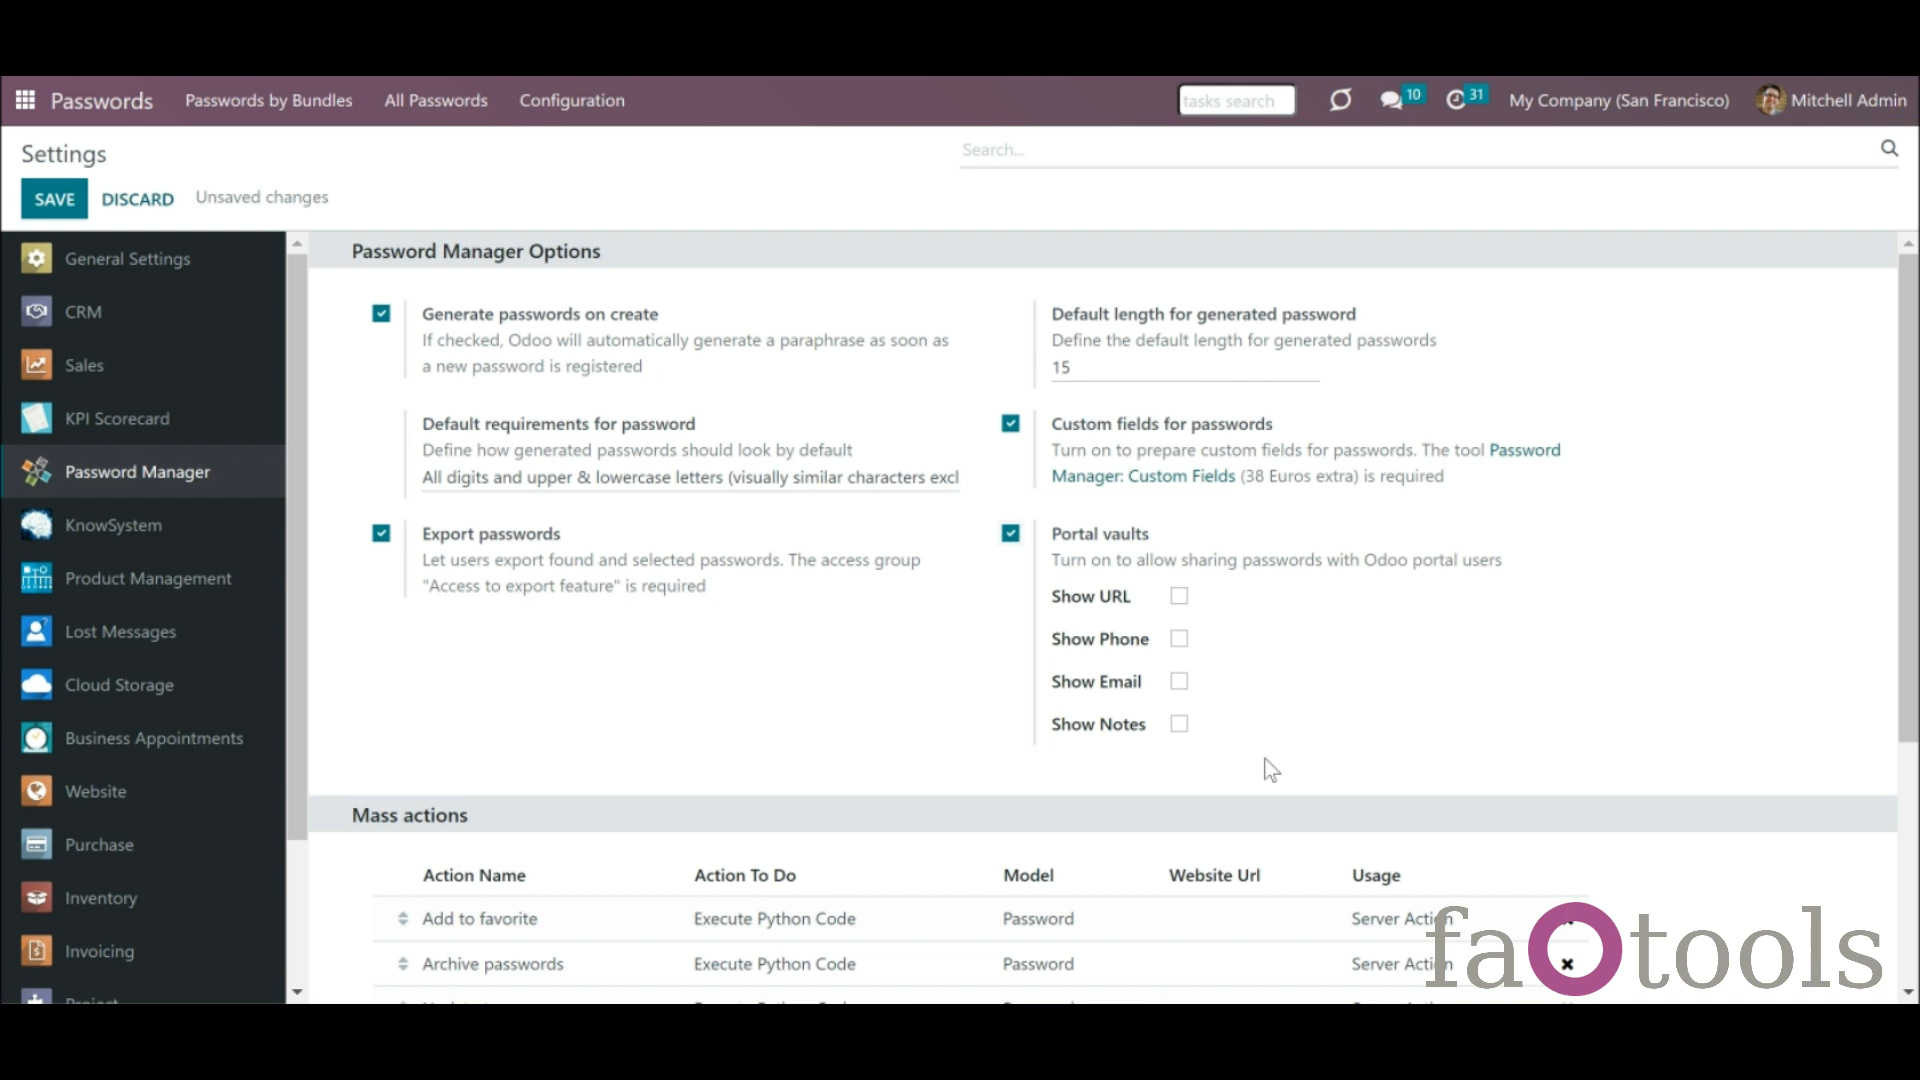 Passwords Passwords by Bundles All Passwords Configuration tasks search 10 31 My Company (San Francisco) Mitchell Admin
Settings Search...
SAVE DISCARD Unsaved changes
General Settings
CRM
Sales
KPI Scorecard
Password Manager
KnowSystem
Product Management
Lost Messages
Cloud Storage
Business Appointments
Website
Purchase
Inventory
Invoicing
Project
Password Manager Options
Generate passwords on create
If checked, Odoo will automatically generate a paraphrase as soon as
a new password is registered
Default length for generated password
Define the default length for generated passwords
15
Default requirements for password
Define how generated passwords should look by default
All digits and upper & lowercase letters (visually similar characters excl
Custom fields for passwords
Turn on to prepare custom fields for passwords. The tool Password
Manager: Custom Fields (38 Euros extra) is required
Export passwords
Let users export found and selected passwords. The access group
"Access to export feature" is required
Portal vaults
Turn on to allow sharing passwords with Odoo portal users
Show URL
Show Phone
Show Email
Show Notes
Mass actions
Action Name Action To Do Model Website Url Usage
Add to favorite Execute Python Code Password Server Action
Archive passwords Execute Python Code Password Server Action
faOtools